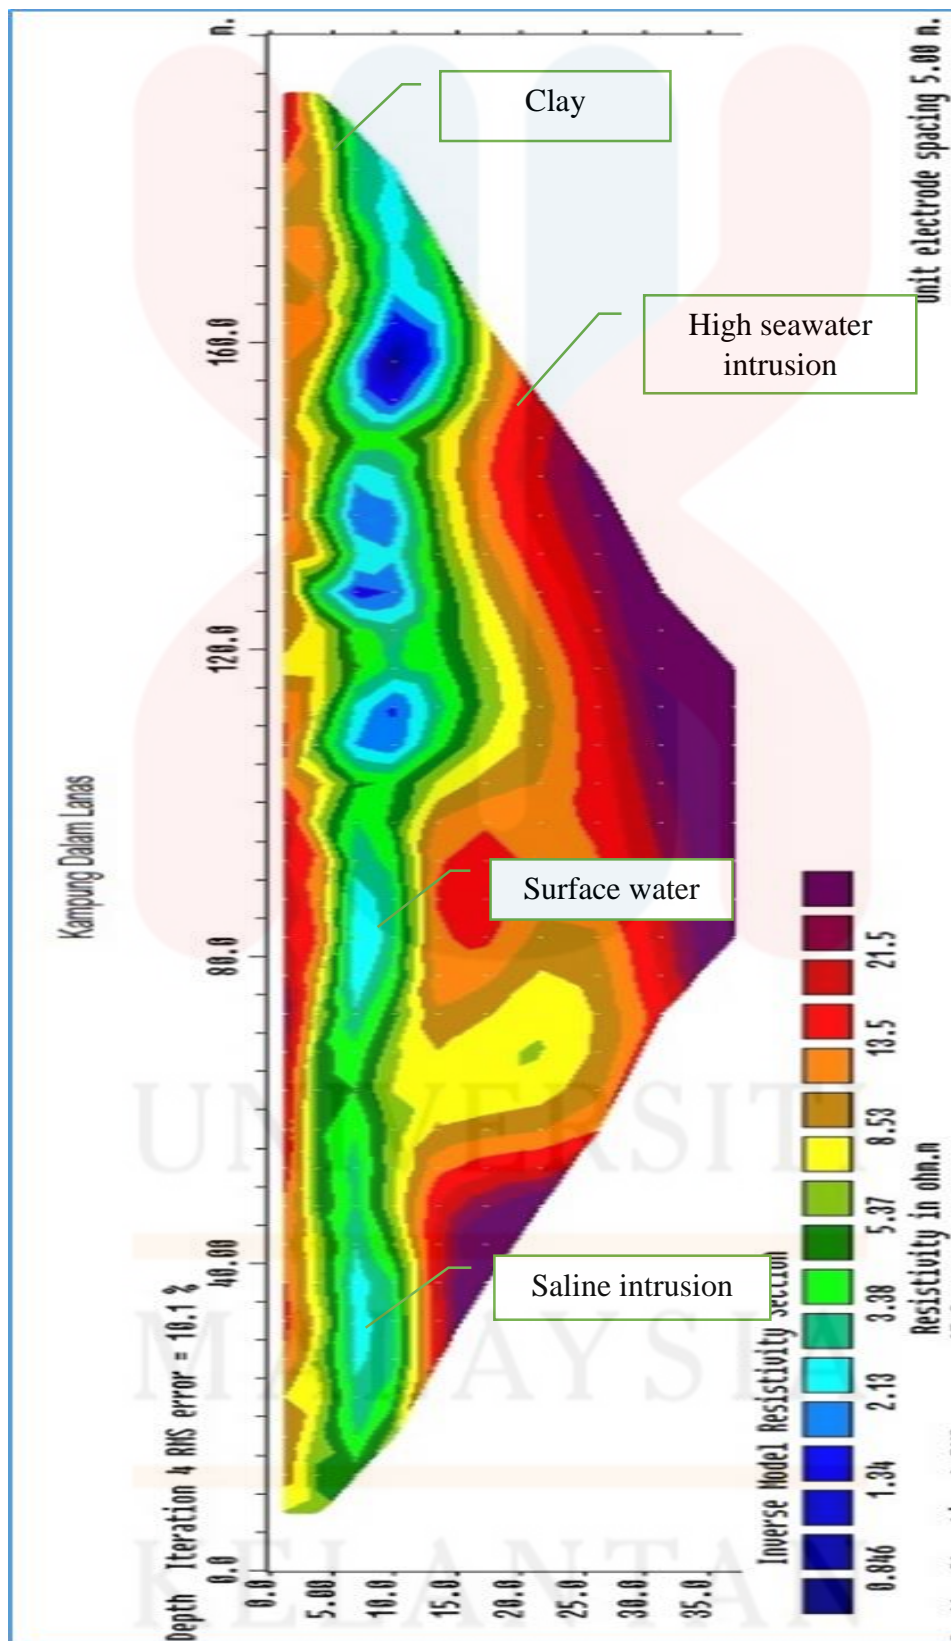 Kampung Dalam Lanas
Depth Iteration 4 RMS error = 10.1 %
0.0 40.00 80.0 120.0 160.0 m.
0.0
5.00
10.0
15.0
20.0
25.0
30.0
35.0
Clay
High seawater
intrusion
Surface water
Saline intrusion
Inverse Model Resistivity Section
0.846 1.34 2.13 3.38 5.37 8.53 13.5 21.5
Resistivity in ohm.m
Unit electrode spacing 5.00 m.
UNIVERSITI
MALAYSIA
KELANTAN